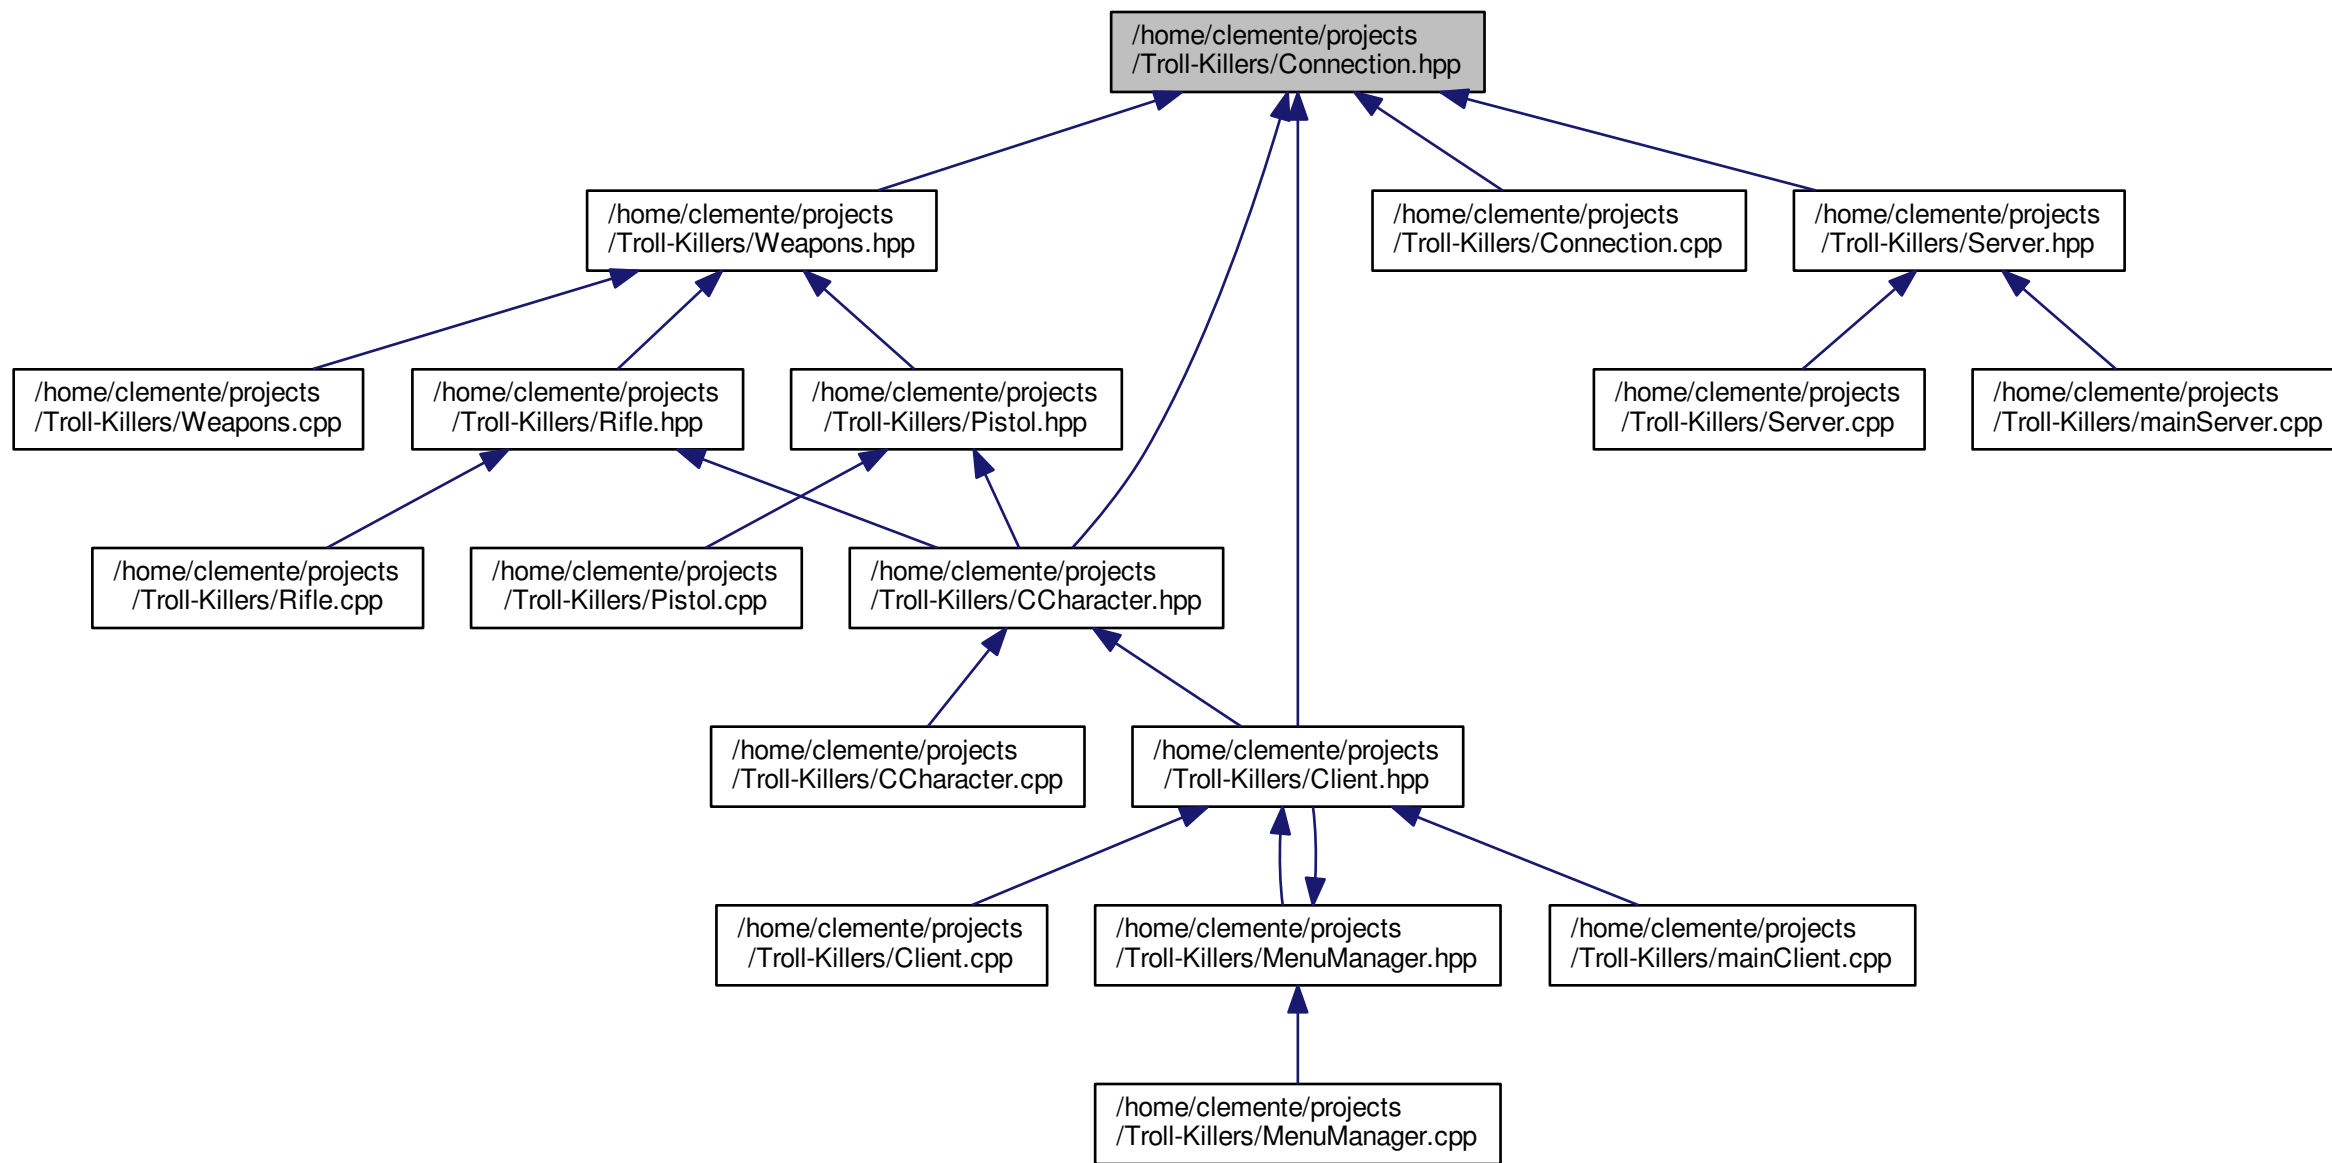 /home/clemente/projects
/Troll-Killers/Connection.hpp
/home/clemente/projects
/Troll-Killers/Weapons.hpp
/home/clemente/projects
/Troll-Killers/Connection.cpp
/home/clemente/projects
/Troll-Killers/Server.hpp
/home/clemente/projects
/Troll-Killers/Weapons.cpp
/home/clemente/projects
/Troll-Killers/Rifle.hpp
/home/clemente/projects
/Troll-Killers/Pistol.hpp
/home/clemente/projects
/Troll-Killers/Server.cpp
/home/clemente/projects
/Troll-Killers/mainServer.cpp
/home/clemente/projects
/Troll-Killers/Rifle.cpp
/home/clemente/projects
/Troll-Killers/Pistol.cpp
/home/clemente/projects
/Troll-Killers/CCharacter.hpp
/home/clemente/projects
/Troll-Killers/CCharacter.cpp
/home/clemente/projects
/Troll-Killers/Client.hpp
/home/clemente/projects
/Troll-Killers/Client.cpp
/home/clemente/projects
/Troll-Killers/MenuManager.hpp
/home/clemente/projects
/Troll-Killers/mainClient.cpp
/home/clemente/projects
/Troll-Killers/MenuManager.cpp